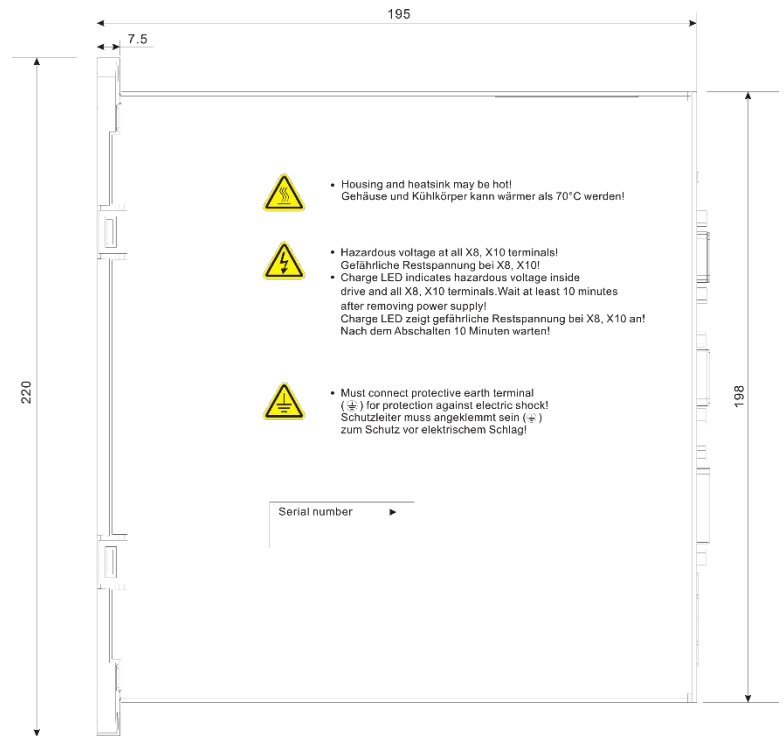 195
7.5
• Housing and heatsink may be hot!
Gehäuse und Kühlkörper kann wärmer als 70°C werden!
• Hazardous voltage at all X8, X10 terminals!
Gefährliche Restspannung bei X8, X10!
• Charge LED indicates hazardous voltage inside
drive and all X8, X10 terminals.Wait at least 10 minutes
after removing power supply!
Charge LED zeigt gefährliche Restspannung bei X8, X10 an!
Nach dem Abschalten 10 Minuten warten!
220
198
• Must connect protective earth terminal
(⏚) for protection against electric shock!
Schutzleiter muss angeklemmt sein (⏚)
zum Schutz vor elektrischem Schlag!
Serial number ►